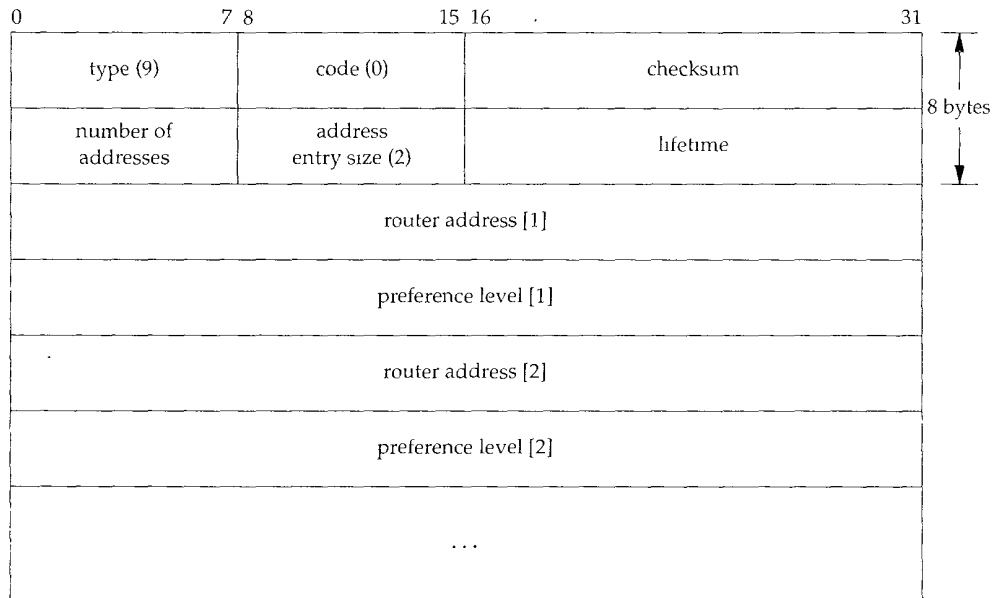 0 7 8 15 16 31
type (9) code (0) checksum
8 bytes
number of addresses address entry size (2) lifetime
router address [1]
preference level [1]
router address [2]
preference level [2]
...